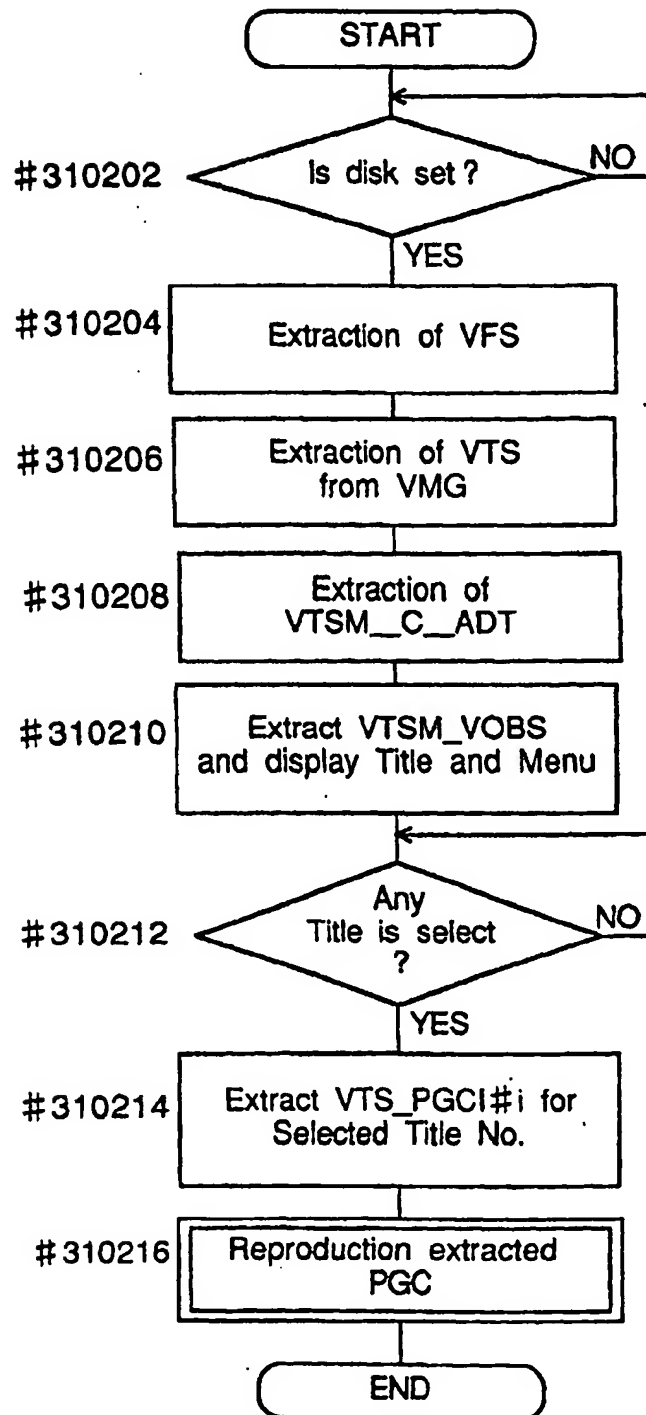 START
#310202
Is disk set ?
NO
YES
#310204
Extraction of VFS
#310206
Extraction of VTS
from VMG
#310208
Extraction of
VTSM__C__ADT
#310210
Extract VTSM_VOBS
and display Title and Menu
#310212
Any
Title is select
?
NO
YES
#310214
Extract VTS_PGCI#i for
Selected Title No.
#310216
Reproduction extracted
PGC
END